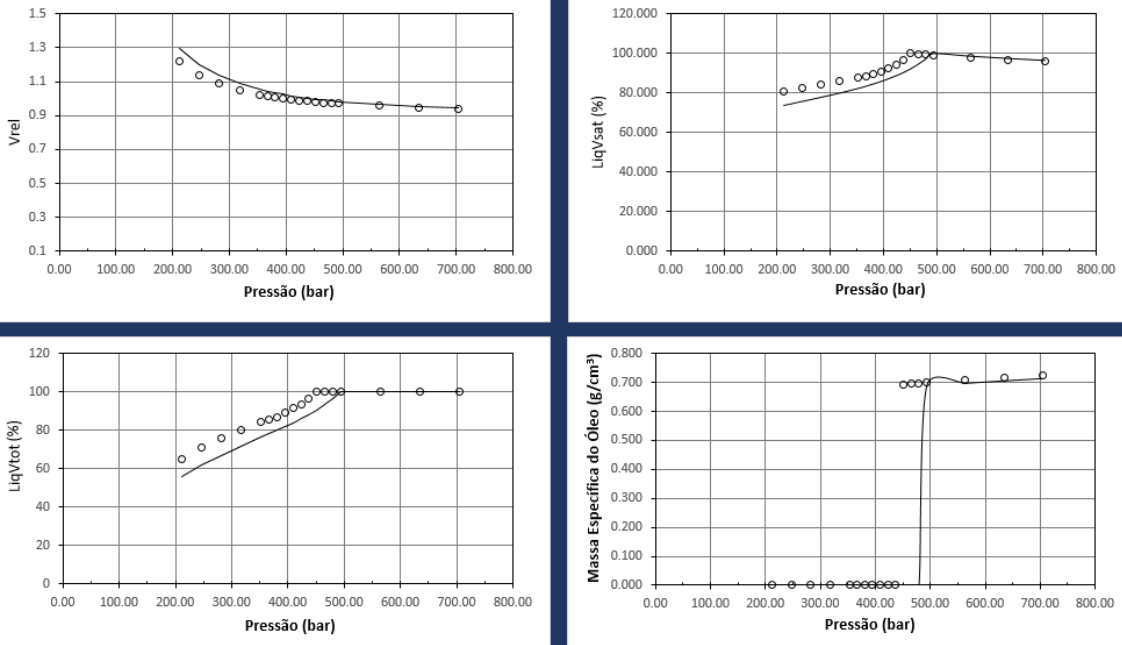 1.5
1.3
1.1
0.9
0.7
0.5
0.3
0.1
Vrel
0.00 100.00 200.00 300.00 400.00 500.00 600.00 700.00 800.00
Pressão (bar)
120.000
100.000
80.000
60.000
40.000
20.000
0.000
LiqVsat (%)
0.00 100.00 200.00 300.00 400.00 500.00 600.00 700.00 800.00
Pressão (bar)
120
100
80
60
40
20
0
LiqVtot (%)
0.00 100.00 200.00 300.00 400.00 500.00 600.00 700.00 800.00
Pressão (bar)
0.800
0.700
0.600
0.500
0.400
0.300
0.200
0.100
0.000
Massa Específica do Óleo (g/cm³)
0.00 100.00 200.00 300.00 400.00 500.00 600.00 700.00 800.00
Pressão (bar)